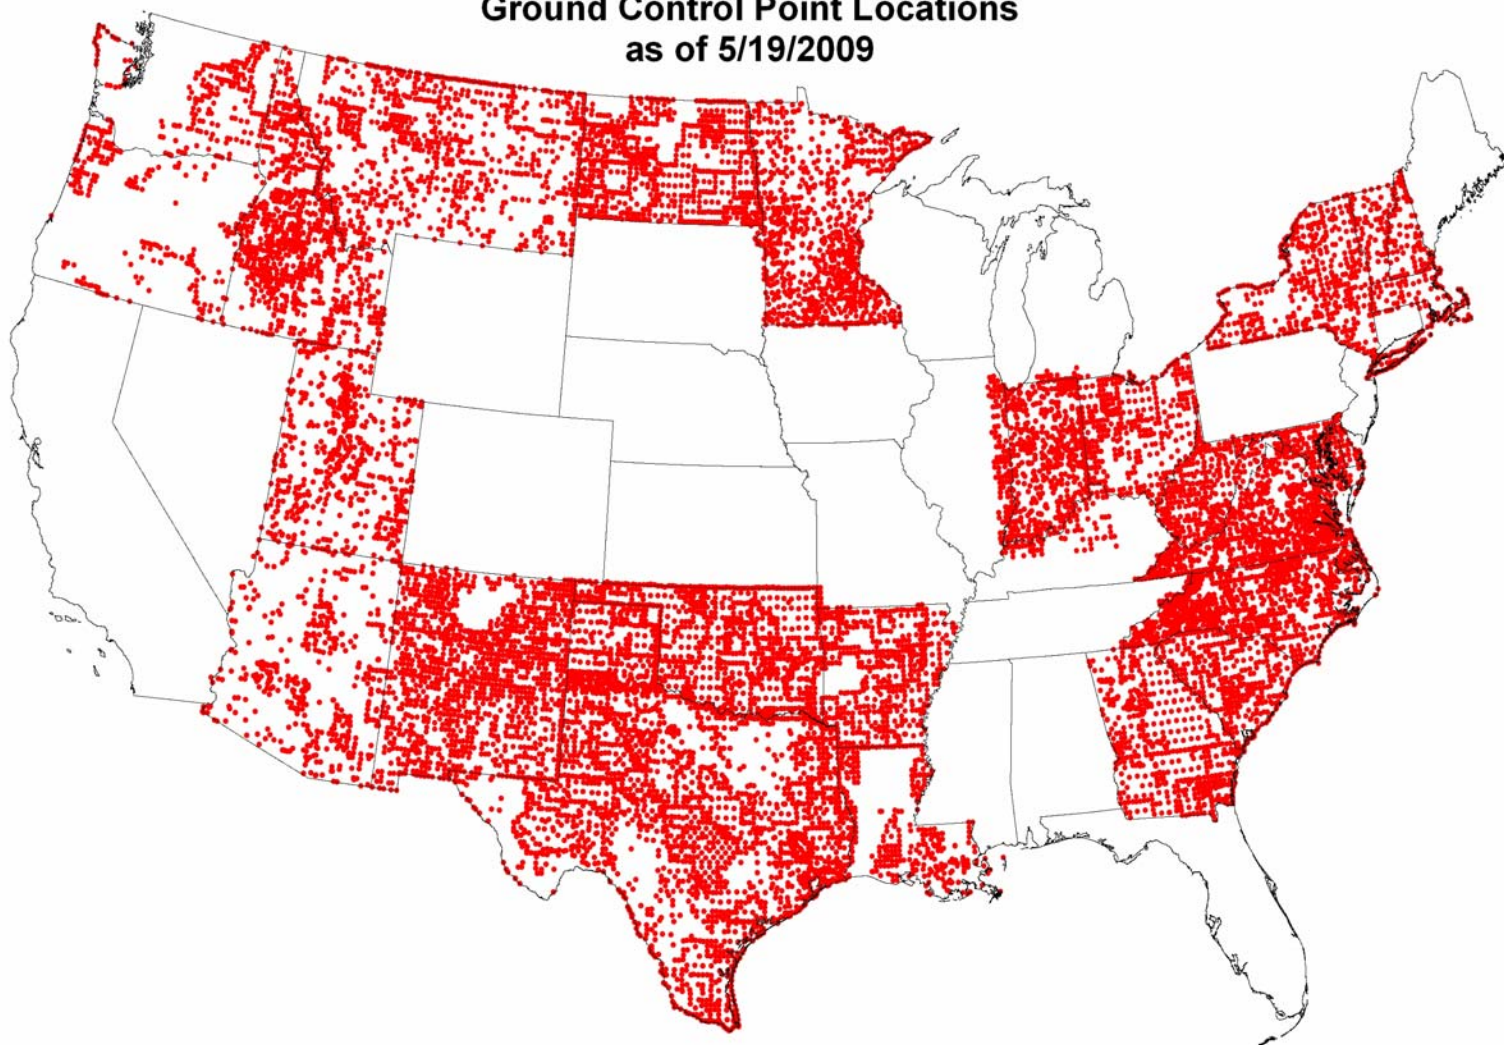 Ground Control Point Locations
as of 5/19/2009